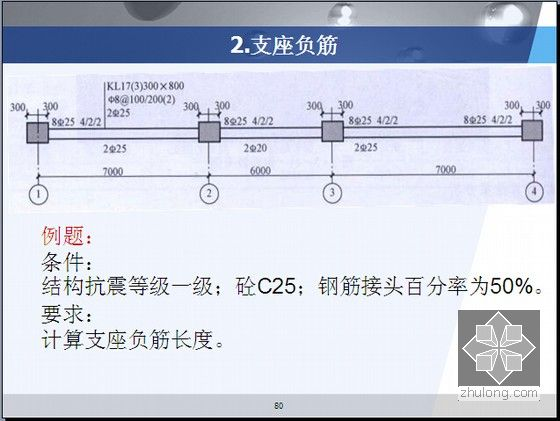 2.支座负筋
KL17(3)300×800
Φ8@100/200(2)
2Φ25
300 300 300 300 300 300 300 300
8Φ25 4/2/2 8Φ25 4/2/2 8Φ25 4/2/2 8Φ25 4/2/2
2Φ25 2Φ20 2Φ25
7000 6000 7000
1 2 3 4
例题：
条件：
结构抗震等级一级；砼C25；钢筋接头百分率为50%。
要求：
计算支座负筋长度。
zhulong.com
80